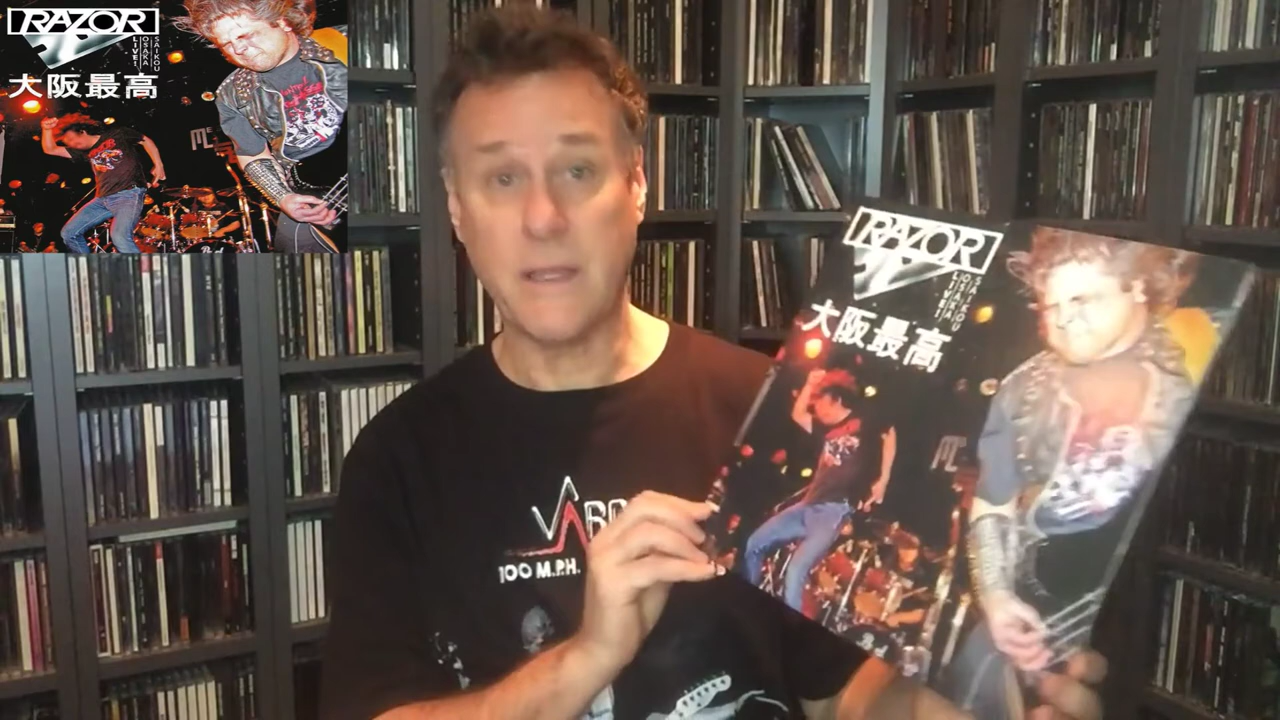 RAZOR
LIVE!
OSAKA
SAIKOU
大阪最高
RAZOR
LIVE!
OSAKA
SAIKOU
大阪最高
100 M.P.H.